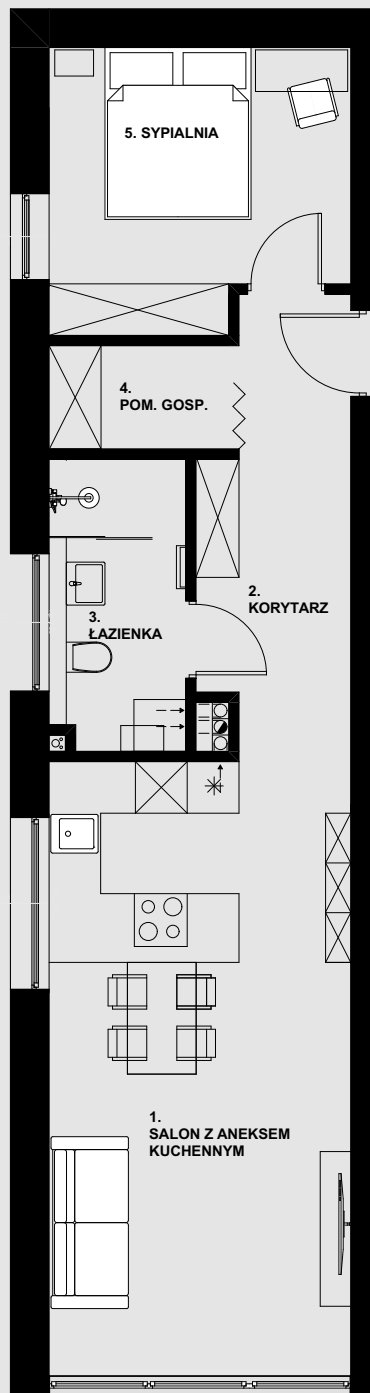 5. SYPIALNIA
4.
POM. GOSP.
2.
KORYTARZ
3.
ŁAZIENKA
1.
SALON Z ANEKSEM
KUCHENNYM